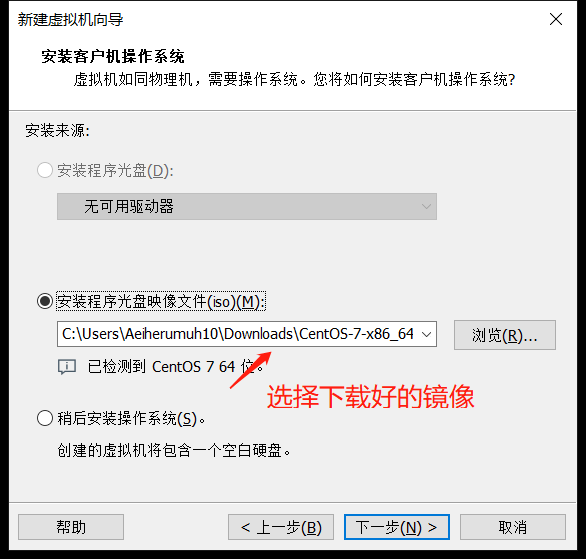 新建虚拟机向导
安装客户机操作系统
虚拟机如同物理机，需要操作系统。您将如何安装客户机操作系统?
安装来源:
安装程序光盘(D):
无可用驱动器
安装程序光盘映像文件(iso)(M):
C:\Users\Aeiherumuh10\Downloads\CentOS-7-x86_64
浏览(R)...
已检测到 CentOS 7 64 位。
选择下载好的镜像
稍后安装操作系统(S)。
创建的虚拟机将包含一个空白硬盘。
帮助
< 上一步(B)
下一步(N) >
取消